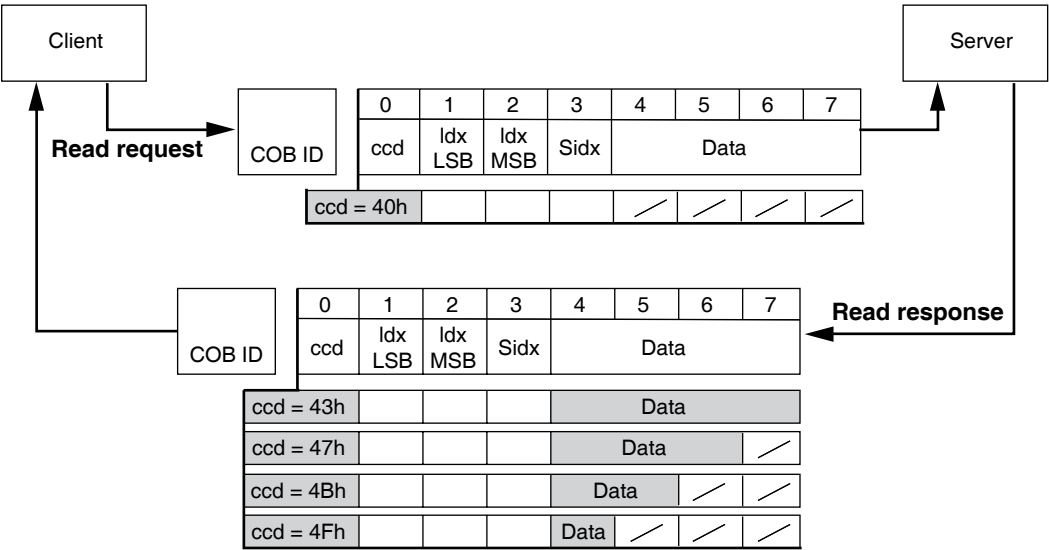 Client
Server
0 1 2 3 4 5 6 7
Read request
COB ID
ccd
Idx
LSB
Idx
MSB
Sidx
Data
ccd = 40h
0 1 2 3 4 5 6 7
Read response
COB ID
ccd
Idx
LSB
Idx
MSB
Sidx
Data
ccd = 43h Data
ccd = 47h Data
ccd = 4Bh Data
ccd = 4Fh Data